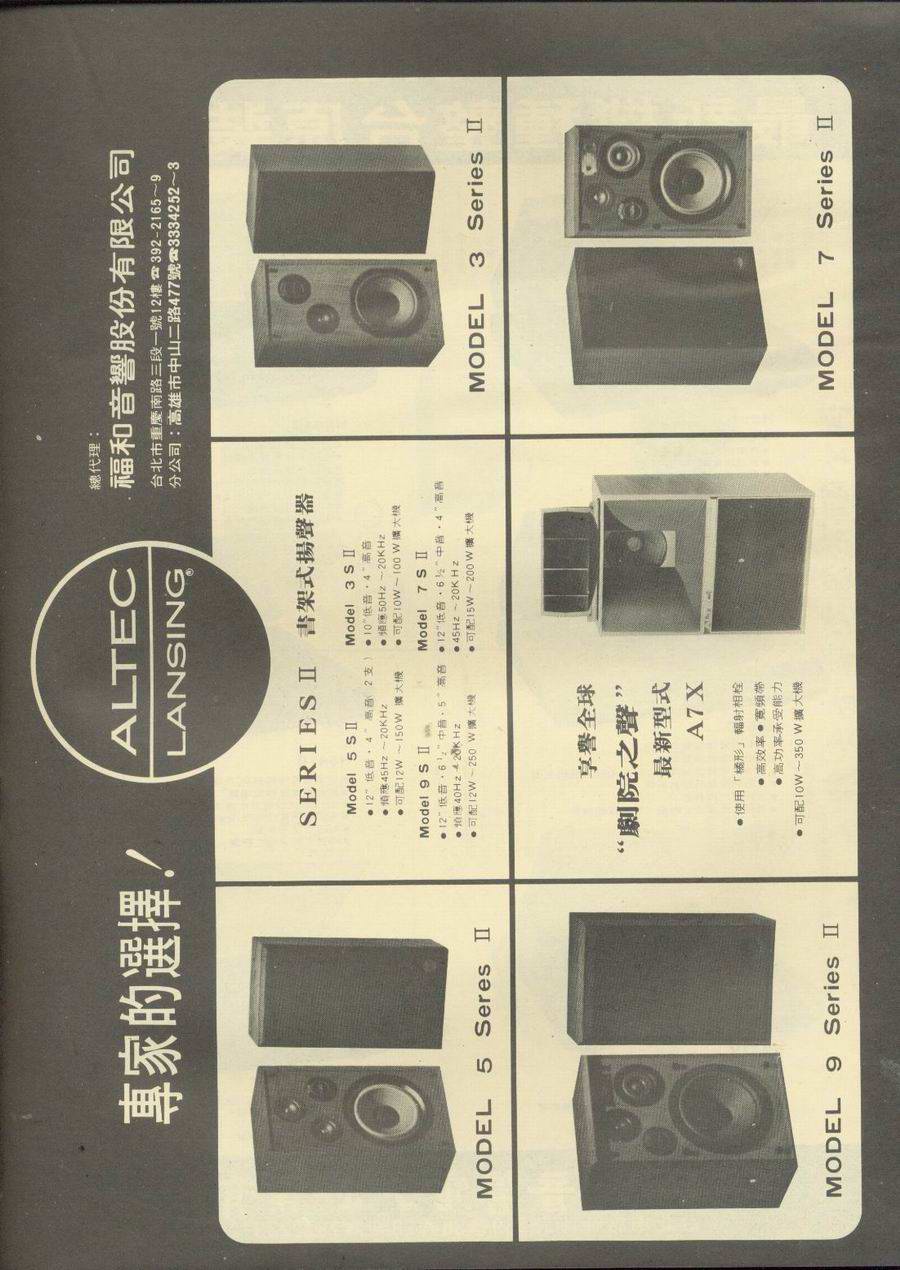 專家的選擇！
ALTEC
LANSING®
總代理：
福和音響股份有限公司
台北市重慶南路三段一號12樓 ☎392-2165～9
分公司：高雄市中山二路477號☎3334252～3
MODEL 5 Seres Ⅱ
SERIESⅡ 書架式揚聲器
Model 5SⅡ
●12"低音・4"高音(2支)
●頻應45Hz～20KHz
●可配12W～150W擴大機
Model 3SⅡ
●10"低音・4"高音
●頻應50Hz～20KHz
●可配10W～100W擴大機
Model 9SⅡ
●12"低音・6½"中音・5"高音
●頻應40Hz～20KHz
●可配12W～250W擴大機
Model 7SⅡ
●12"低音・6½"中音・4"高音
●45Hz～20KHz
●可配15W～200W擴大機
MODEL 3 Series Ⅱ
MODEL 9 Series Ⅱ
享譽全球
“劇院之聲”
最新型式
A7X
●使用「橘形」輻射相栓
●高效率●寬頻帶
●高功率承受能力
●可配10W～350W擴大機
MODEL 7 Series Ⅱ